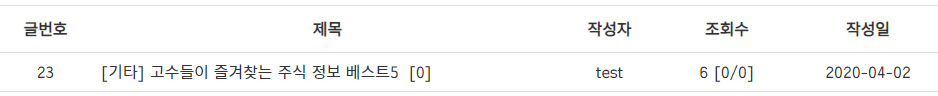 글번호 제목 작성자 조회수 작성일
23 [기타] 고수들이 즐겨찾는 주식 정보 베스트5 [0] test 6 [0/0] 2020-04-02